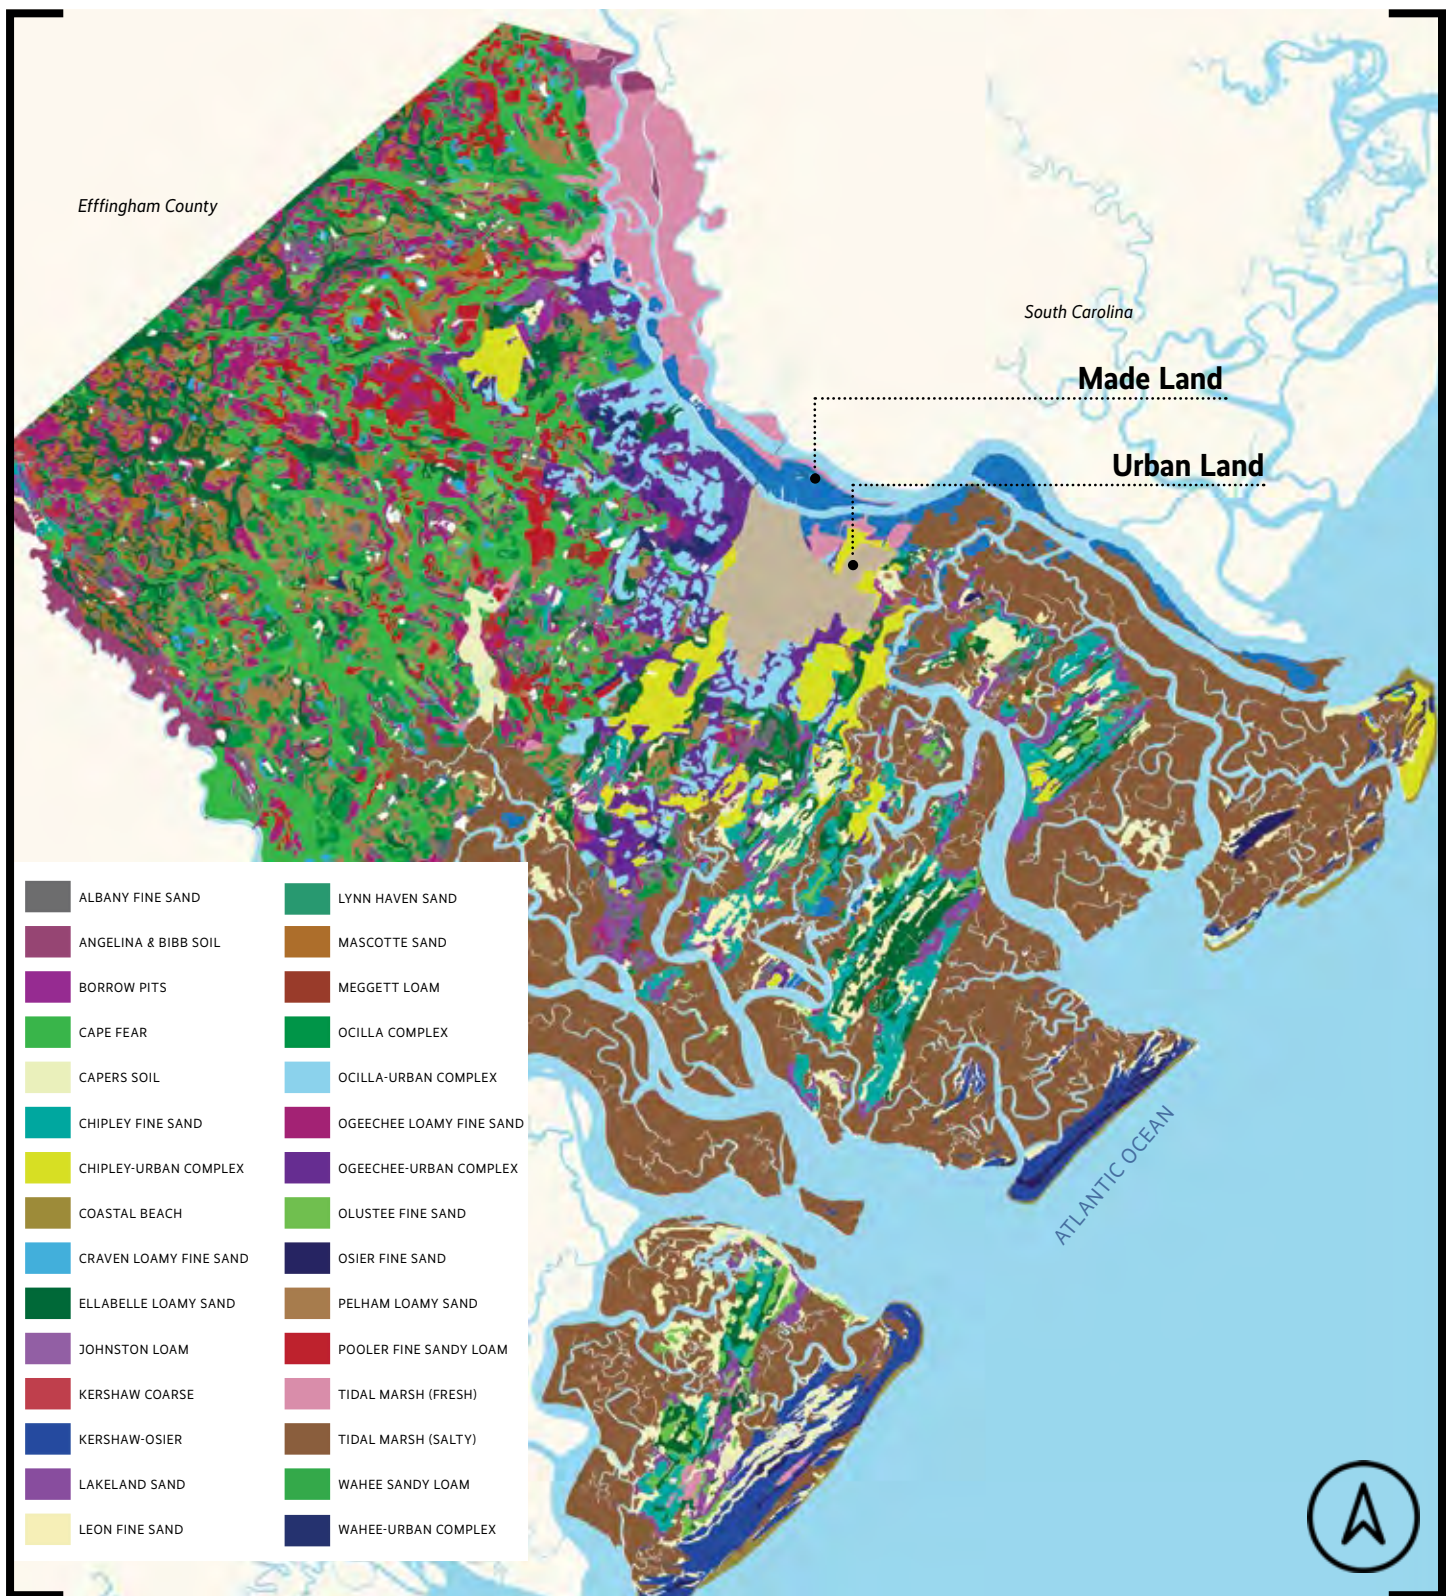 Efffingham County
South Carolina
Made Land
Urban Land
ATLANTIC OCEAN
ALBANY FINE SAND
ANGELINA & BIBB SOIL
BORROW PITS
CAPE FEAR
CAPERS SOIL
CHIPLEY FINE SAND
CHIPLEY-URBAN COMPLEX
COASTAL BEACH
CRAVEN LOAMY FINE SAND
ELLABELLE LOAMY SAND
JOHNSTON LOAM
KERSHAW COARSE
KERSHAW-OSIER
LAKELAND SAND
LEON FINE SAND
LYNN HAVEN SAND
MASCOTTE SAND
MEGGETT LOAM
OCILLA COMPLEX
OCILLA-URBAN COMPLEX
OGEECHEE LOAMY FINE SAND
OGEECHEE-URBAN COMPLEX
OLUSTEE FINE SAND
OSIER FINE SAND
PELHAM LOAMY SAND
POOLER FINE SANDY LOAM
TIDAL MARSH (FRESH)
TIDAL MARSH (SALTY)
WAHEE SANDY LOAM
WAHEE-URBAN COMPLEX